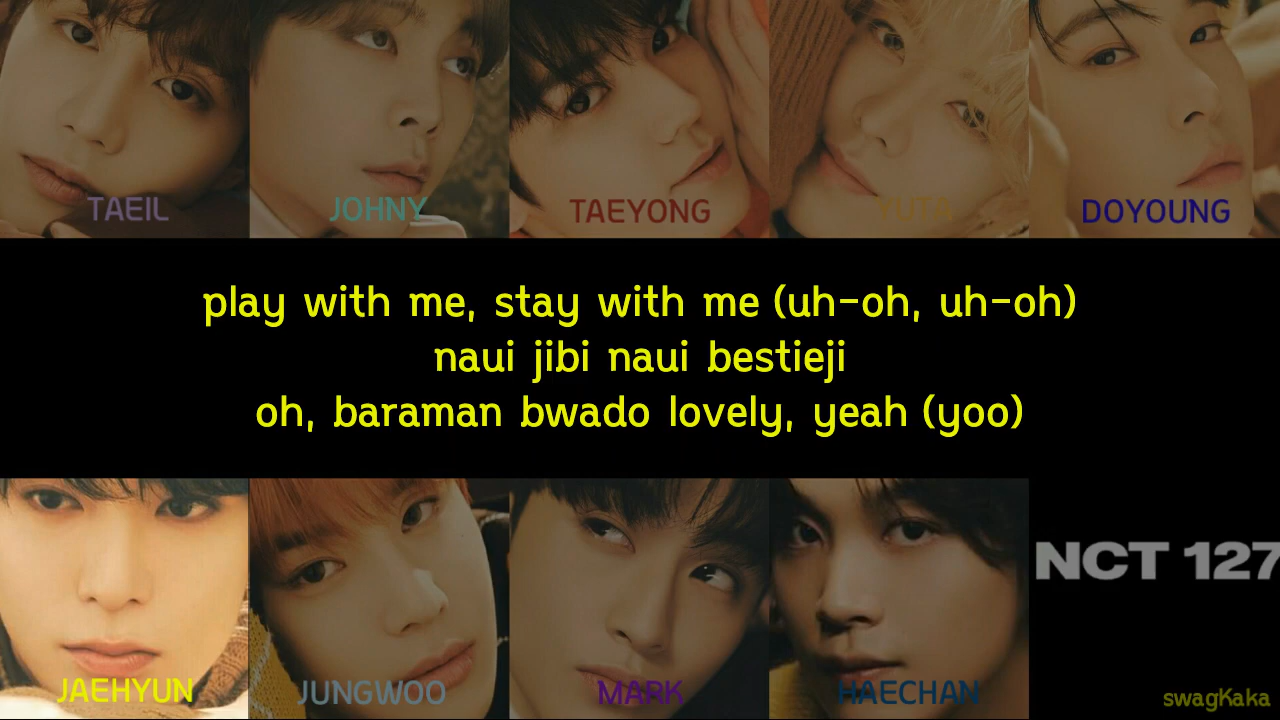 TAEIL
JOHNY
TAEYONG
YUTA
DOYOUNG
play with me, stay with me (uh-oh, uh-oh)
naui jibi naui bestieji
oh, baraman bwado lovely, yeah (yoo)
JAEHYUN
JUNGWOO
MARK
HAECHAN
NCT 127
swagKaka